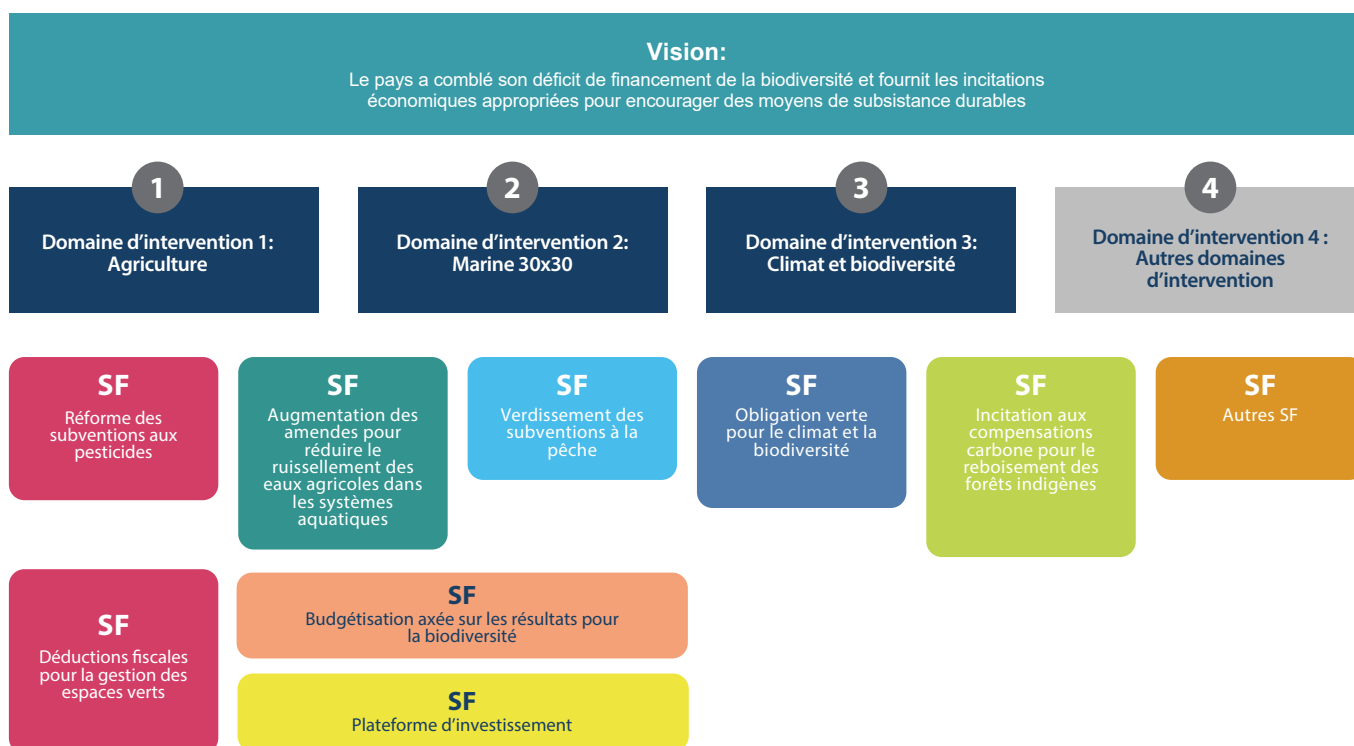 Vision:
Le pays a comblé son déficit de financement de la biodiversité et fournit les incitations
économiques appropriées pour encourager des moyens de subsistance durables
1
Domaine d'intervention 1:
Agriculture
2
Domaine d'intervention 2:
Marine 30x30
3
Domaine d'intervention 3:
Climat et biodiversité
4
Domaine d'intervention 4 :
Autres domaines
d'intervention
SF
Réforme des
subventions aux
pesticides
SF
Augmentation des
amendes pour
réduire le
ruissellement des
eaux agricoles dans
les systèmes
aquatiques
SF
Verdissement des
subventions à la
pêche
SF
Obligation verte
pour le climat et la
biodiversité
SF
Incitation aux
compensations
carbone pour le
reboisement des
forêts indigènes
SF
Autres SF
SF
Déductions fiscales
pour la gestion des
espaces verts
SF
Budgétisation axée sur les résultats pour
la biodiversité
SF
Plateforme d'investissement